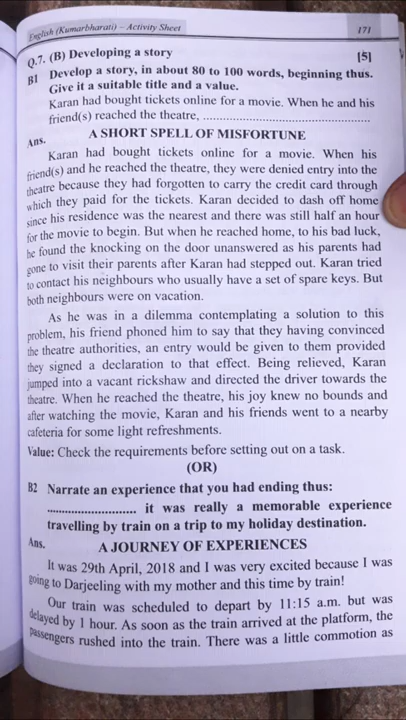 English (Kumarbharati) – Activity Sheet 171
Q.7. (B) Developing a story [5]
B1 Develop a story, in about 80 to 100 words, beginning thus.
Give it a suitable title and a value.
Karan had bought tickets online for a movie. When he and his
friend(s) reached the theatre, ............................................
Ans. A SHORT SPELL OF MISFORTUNE
Karan had bought tickets online for a movie. When his
friend(s) and he reached the theatre, they were denied entry into the
theatre because they had forgotten to carry the credit card through
which they paid for the tickets. Karan decided to dash off home
since his residence was the nearest and there was still half an hour
for the movie to begin. But when he reached home, to his bad luck,
he found the knocking on the door unanswered as his parents had
gone to visit their parents after Karan had stepped out. Karan tried
to contact his neighbours who usually have a set of spare keys. But
both neighbours were on vacation.
As he was in a dilemma contemplating a solution to this
problem, his friend phoned him to say that they having convinced
the theatre authorities, an entry would be given to them provided
they signed a declaration to that effect. Being relieved, Karan
jumped into a vacant rickshaw and directed the driver towards the
theatre. When he reached the theatre, his joy knew no bounds and
after watching the movie, Karan and his friends went to a nearby
cafeteria for some light refreshments.
Value: Check the requirements before setting out on a task.
(OR)
B2 Narrate an experience that you had ending thus:
.......................... it was really a memorable experience
travelling by train on a trip to my holiday destination.
Ans. A JOURNEY OF EXPERIENCES
It was 29th April, 2018 and I was very excited because I was
going to Darjeeling with my mother and this time by train!
Our train was scheduled to depart by 11:15 a.m. but was
delayed by 1 hour. As soon as the train arrived at the platform, the
passengers rushed into the train. There was a little commotion as